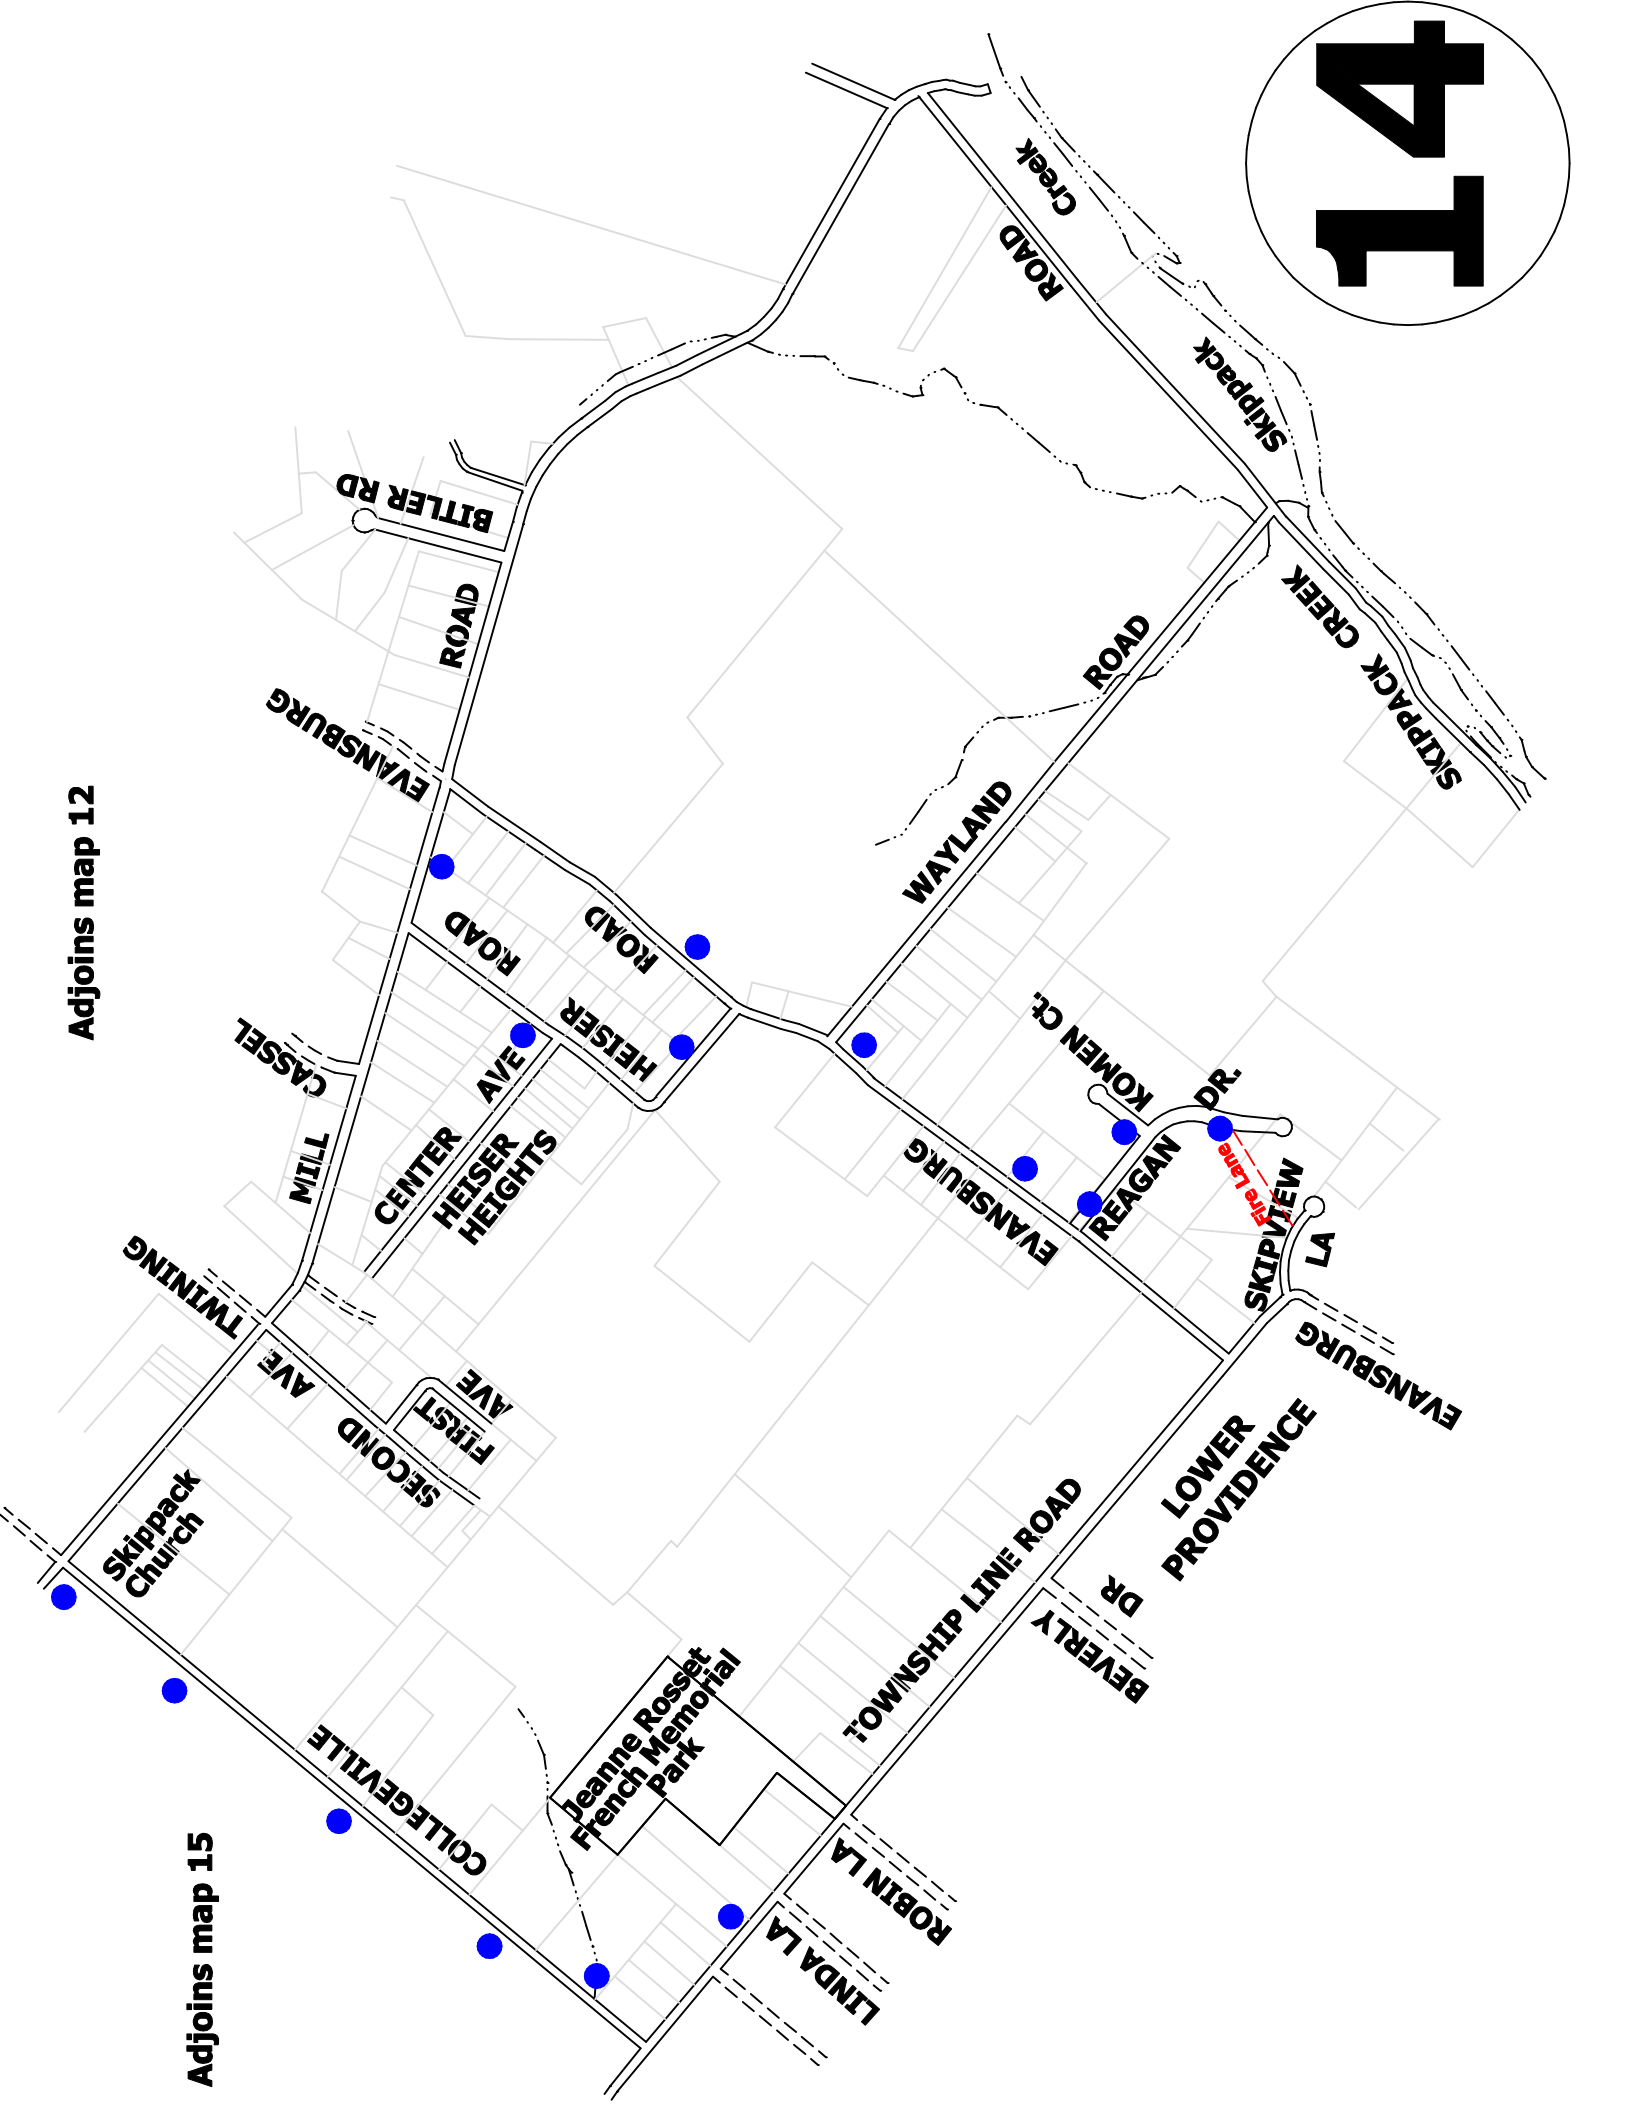 14
Creek
ROAD
Skippack
BITTLER RD
ROAD
EVANSBURG
SKIPPACK CREEK
ROAD
WAYLAND
Adjoins map 12
ROAD
ROAD
HEISER
CASSEL
AVE
CENTER
HEISER
HEIGHTS
MILL
KOMEN Ct.
DR.
REAGAN
Fire Lane
SKIPVIEW
LA
EVANSBURG
EVANSBURG
TWINING
AVE
FIRST
AVE
SECOND
Skippack
Church
LOWER
PROVIDENCE
TOWNSHIP LINE ROAD
BEVERLY
DR
Jeanne Rosset
French Memorial
Park
COLLEGEVILLE
ROBIN LA
LINDA LA
Adjoins map 15